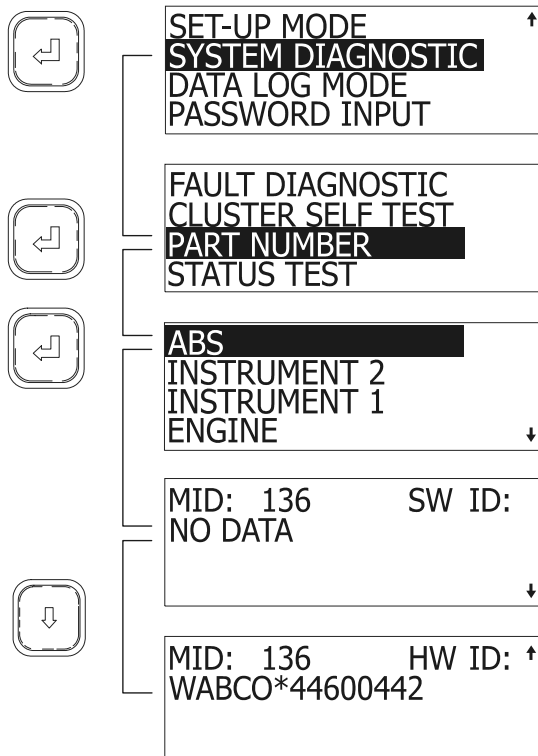 SET-UP MODE
SYSTEM DIAGNOSTIC
DATA LOG MODE
PASSWORD INPUT
FAULT DIAGNOSTIC
CLUSTER SELF TEST
PART NUMBER
STATUS TEST
ABS
INSTRUMENT 2
INSTRUMENT 1
ENGINE
MID: 136 SW ID:
NO DATA
MID: 136 HW ID:
WABCO*44600442